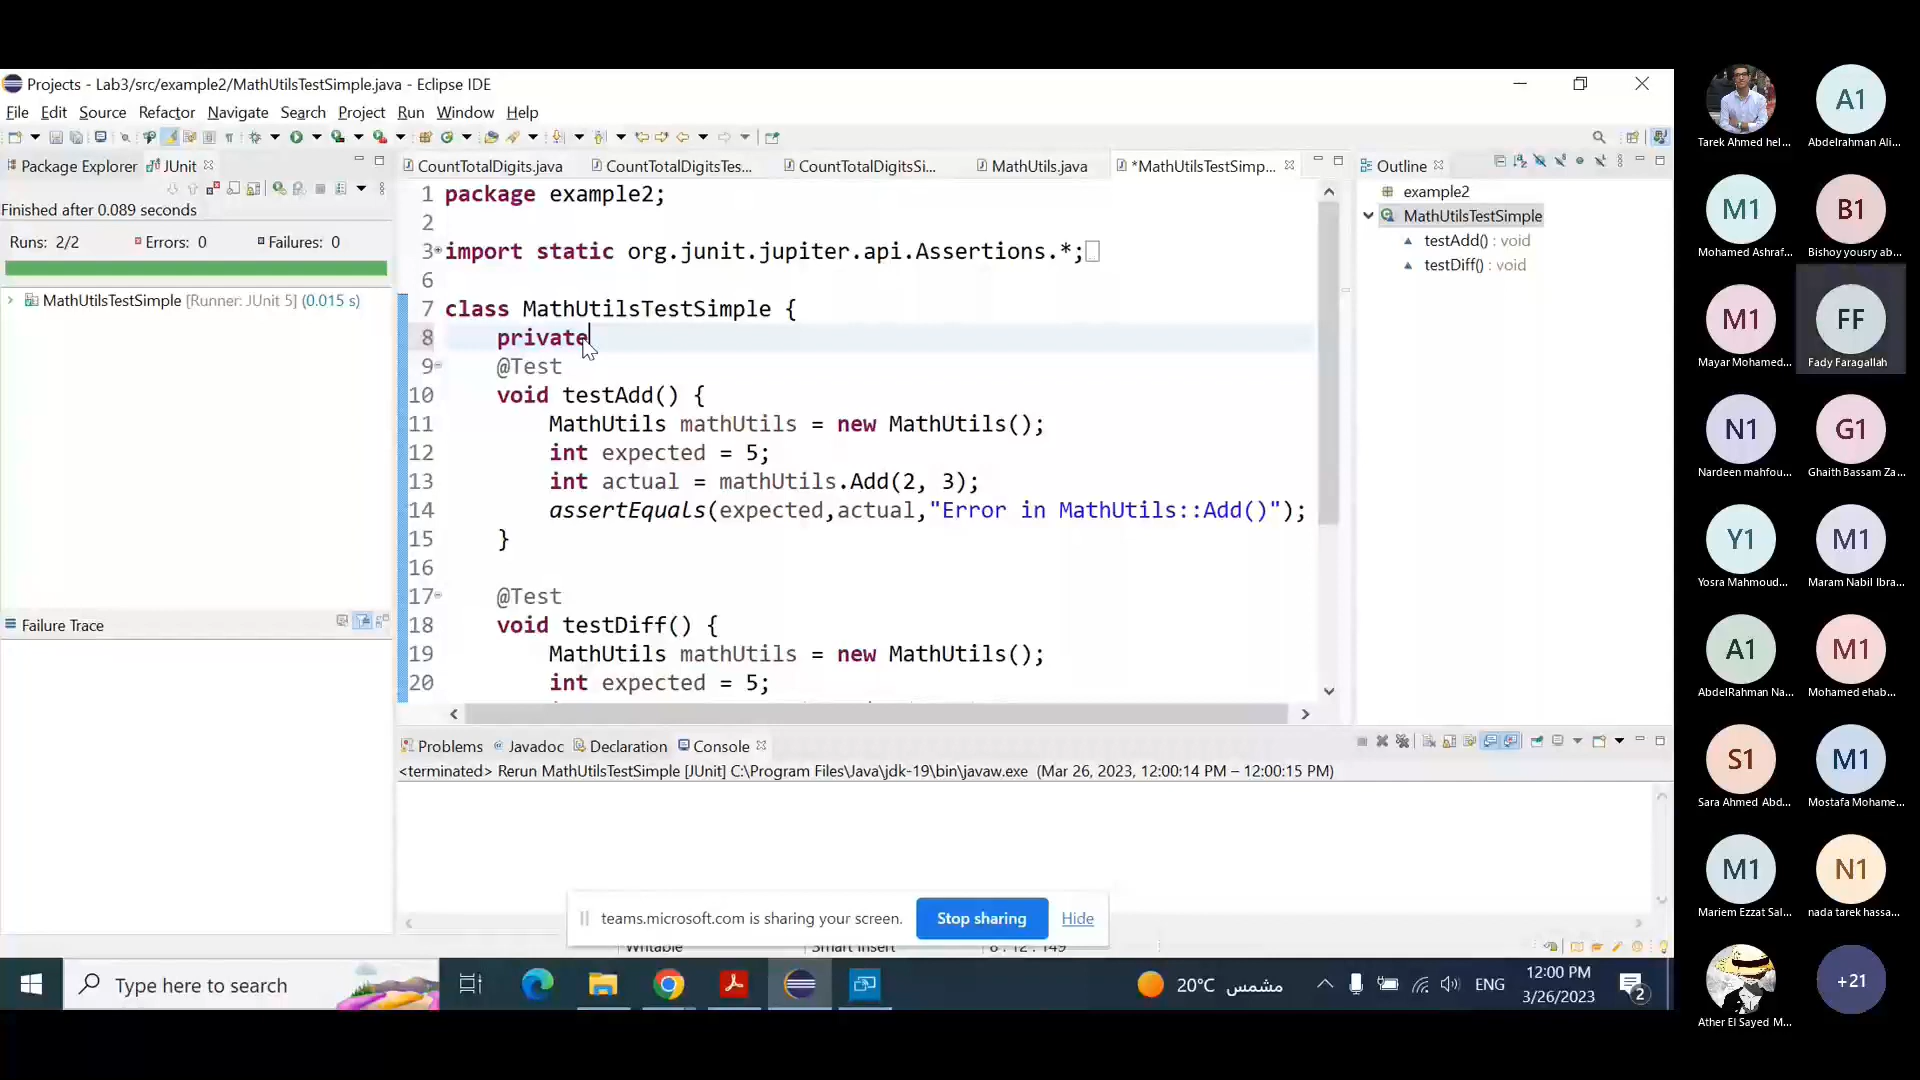 Projects - Lab3/src/example2/MathUtilsTestSimple.java - Eclipse IDE
File Edit Source Refactor Navigate Search Project Run Window Help
Package Explorer JUnit
Finished after 0.089 seconds
Runs: 2/2 Errors: 0 Failures: 0
MathUtilsTestSimple [Runner: JUnit 5] (0.015 s)
Failure Trace
CountTotalDigits.java CountTotalDigitsTes... CountTotalDigitsSi... MathUtils.java *MathUtilsTestSimp...
1 package example2;
2
3 import static org.junit.jupiter.api.Assertions.*;
6
7 class MathUtilsTestSimple {
8 private
9 @Test
10 void testAdd() {
11 MathUtils mathUtils = new MathUtils();
12 int expected = 5;
13 int actual = mathUtils.Add(2, 3);
14 assertEquals(expected,actual,"Error in MathUtils::Add()");
15 }
16
17 @Test
18 void testDiff() {
19 MathUtils mathUtils = new MathUtils();
20 int expected = 5;
Outline
example2
MathUtilsTestSimple
testAdd() : void
testDiff() : void
Problems Javadoc Declaration Console
<terminated> Rerun MathUtilsTestSimple [JUnit] C:\Program Files\Java\jdk-19\bin\javaw.exe (Mar 26, 2023, 12:00:14 PM – 12:00:15 PM)
teams.microsoft.com is sharing your screen. Stop sharing Hide
Writable Smart Insert 8 : 12 : 149
Type here to search
20°C مشمس
ENG
12:00 PM
3/26/2023
2
Tarek Ahmed hel...
A1
Abdelrahman Ali...
M1
Mohamed Ashraf...
B1
Bishoy yousry ab...
M1
Mayar Mohamed...
FF
Fady Faragallah
N1
Nardeen mahfou...
G1
Ghaith Bassam Za...
Y1
Yosra Mahmoud...
M1
Maram Nabil Ibra...
A1
AbdelRahman Na...
M1
Mohamed ehab...
S1
Sara Ahmed Abd...
M1
Mostafa Mohame...
M1
Mariem Ezzat Sal...
N1
nada tarek hassa...
Ather El Sayed M...
+21